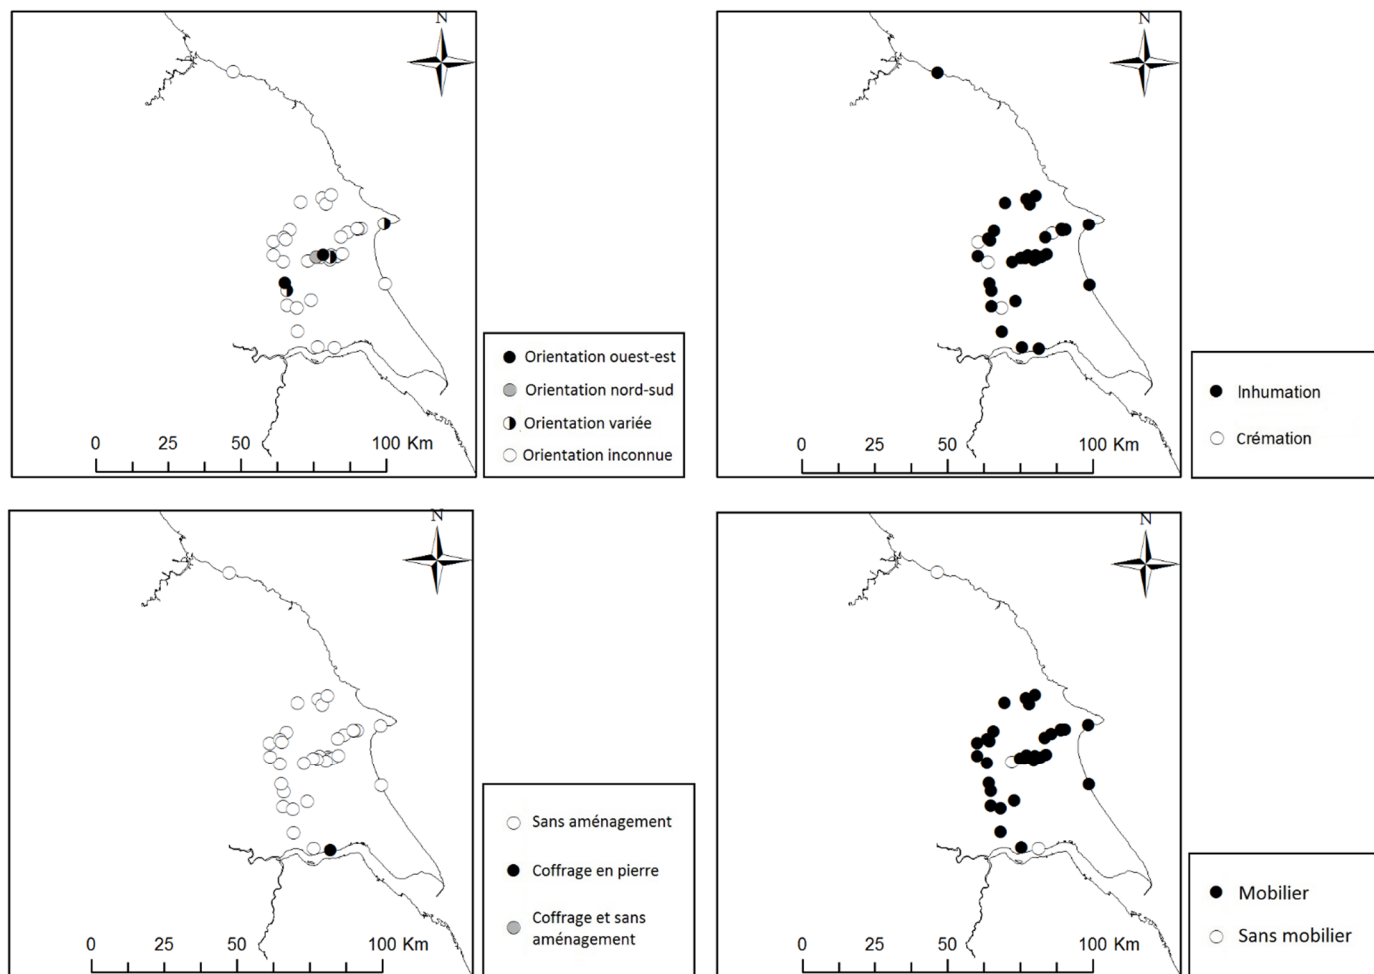 N
0 25 50 100 Km
Orientation ouest-est
Orientation nord-sud
Orientation variée
Orientation inconnue
N
0 25 50 100 Km
Inhumation
Crémation
N
0 25 50 100 Km
Sans aménagement
Coffrage en pierre
Coffrage et sans
aménagement
N
0 25 50 100 Km
Mobilier
Sans mobilier